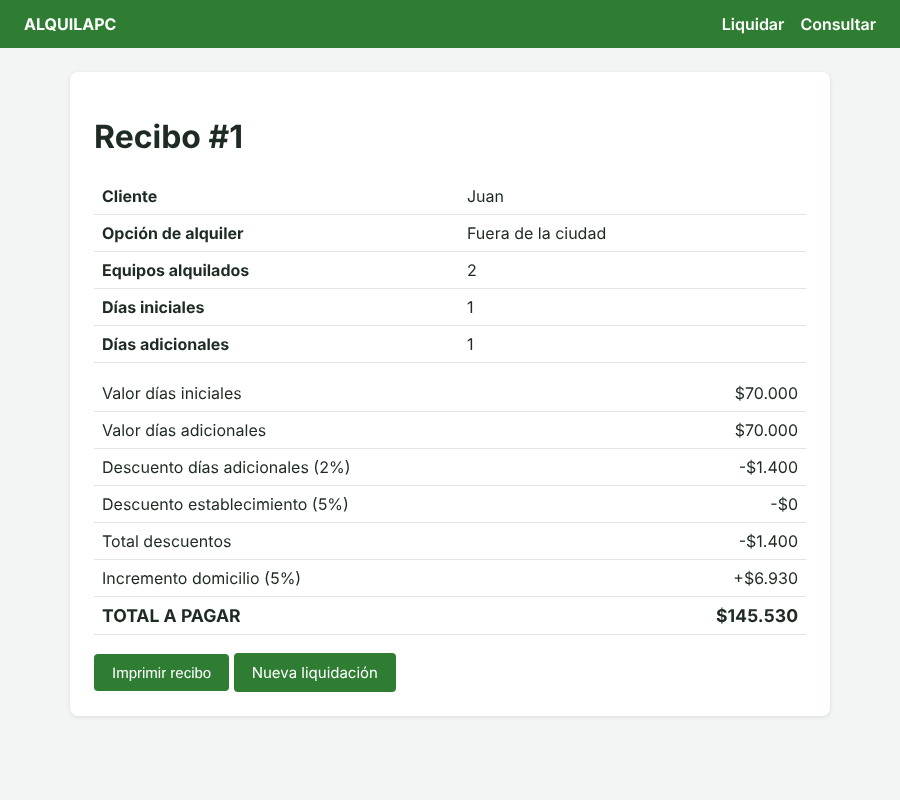 ALQUILAPC Liquidar Consultar
Recibo #1
Cliente Juan
Opción de alquiler Fuera de la ciudad
Equipos alquilados 2
Días iniciales 1
Días adicionales 1
Valor días iniciales $70.000
Valor días adicionales $70.000
Descuento días adicionales (2%) -$1.400
Descuento establecimiento (5%) -$0
Total descuentos -$1.400
Incremento domicilio (5%) +$6.930
TOTAL A PAGAR $145.530
Imprimir recibo Nueva liquidación